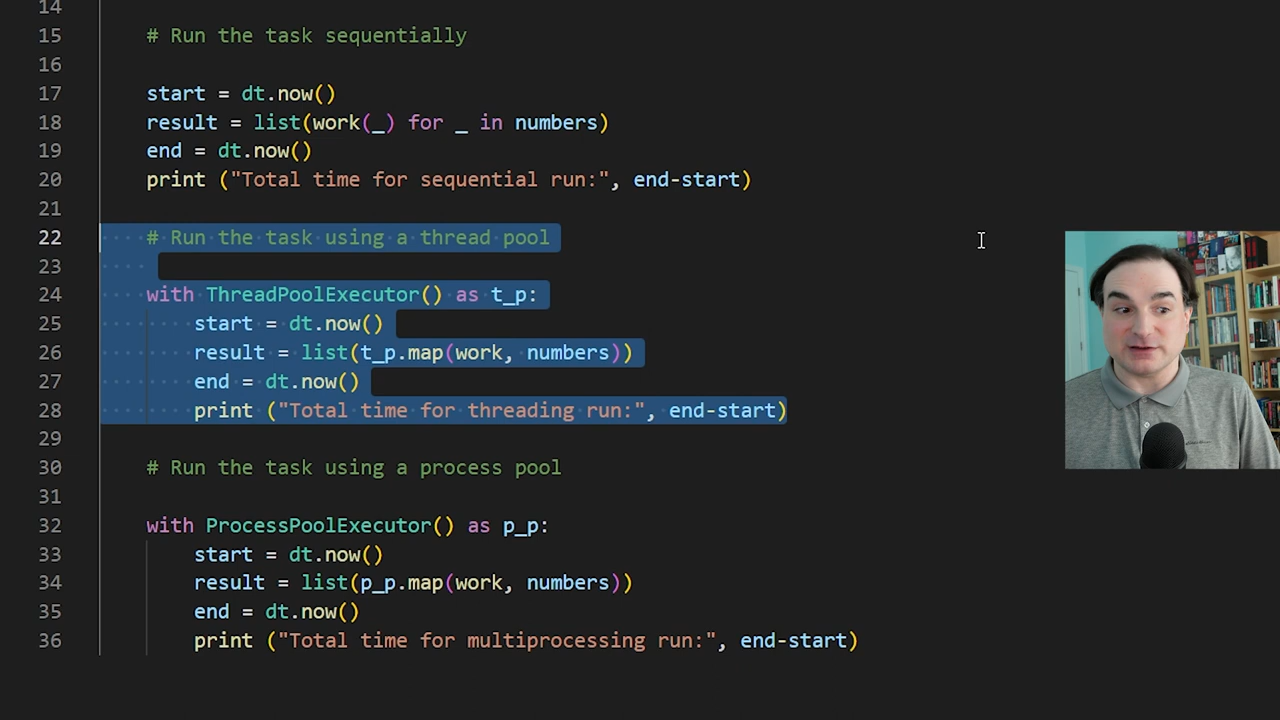 14
15 # Run the task sequentially
16
17 start = dt.now()
18 result = list(work(_) for _ in numbers)
19 end = dt.now()
20 print ("Total time for sequential run:", end-start)
21
22 # Run the task using a thread pool
23
24 with ThreadPoolExecutor() as t_p:
25 start = dt.now()
26 result = list(t_p.map(work, numbers))
27 end = dt.now()
28 print ("Total time for threading run:", end-start)
29
30 # Run the task using a process pool
31
32 with ProcessPoolExecutor() as p_p:
33 start = dt.now()
34 result = list(p_p.map(work, numbers))
35 end = dt.now()
36 print ("Total time for multiprocessing run:", end-start)